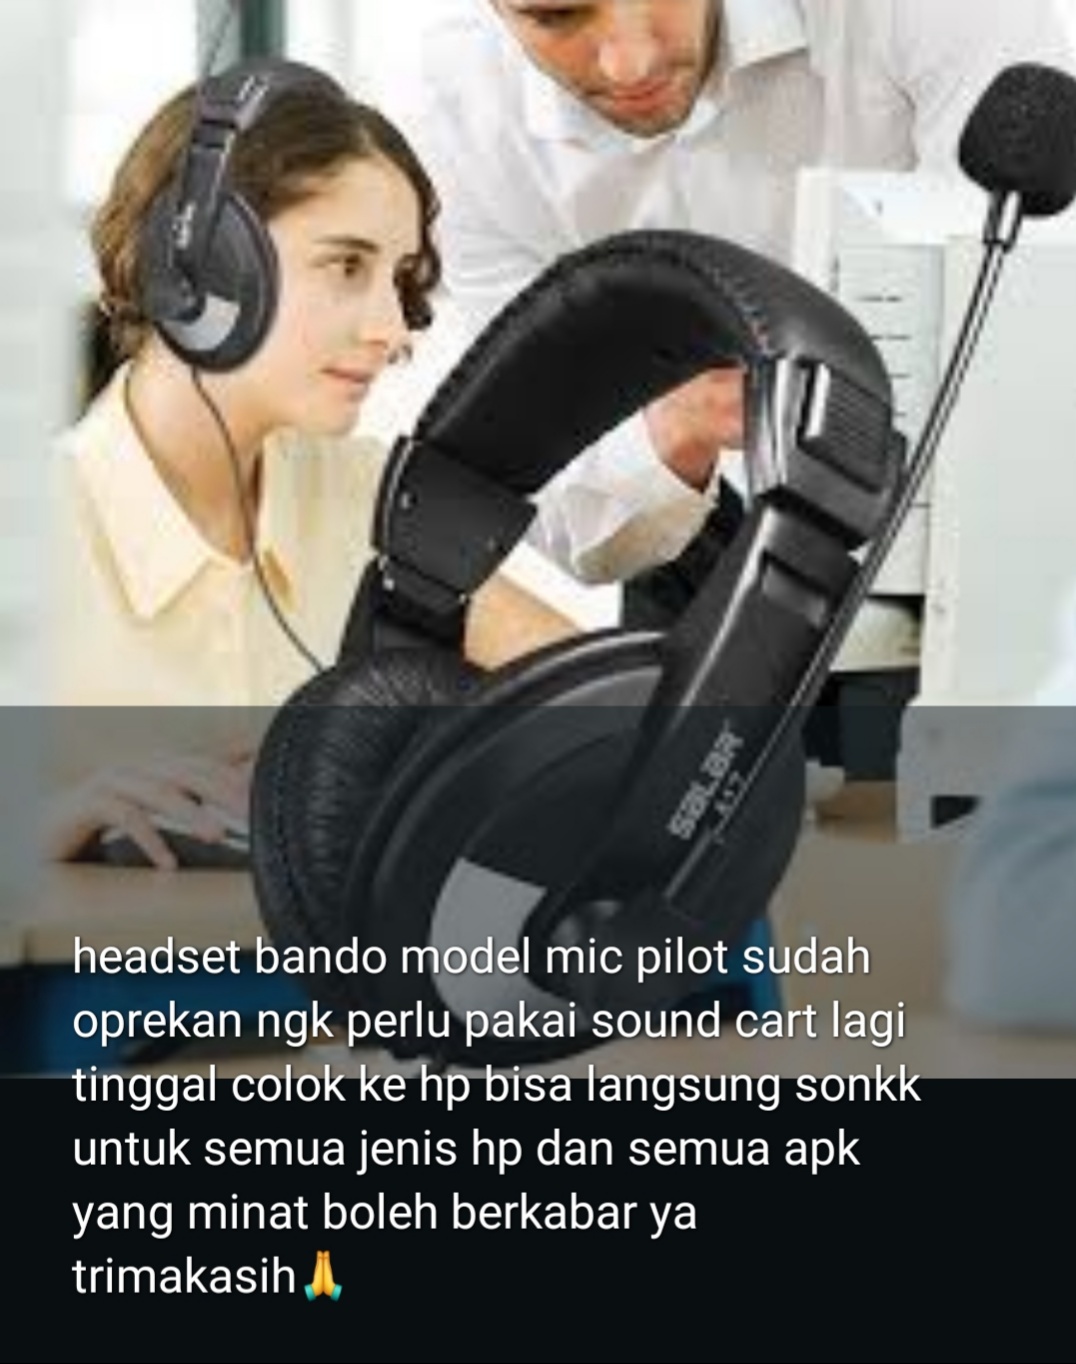 SALAR
A17
headset bando model mic pilot sudah
oprekan ngk perlu pakai sound cart lagi
tinggal colok ke hp bisa langsung sonkk
untuk semua jenis hp dan semua apk
yang minat boleh berkabar ya
trimakasih🙏